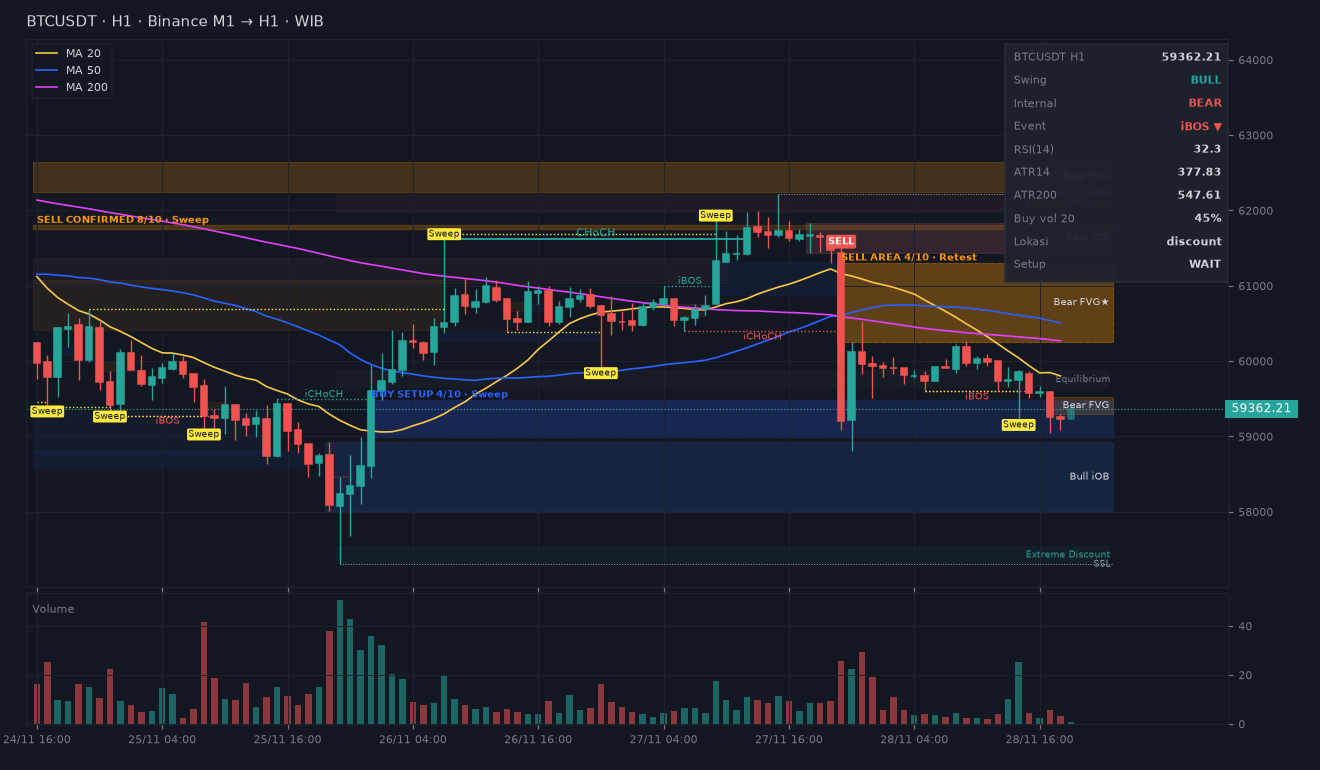 BTCUSDT · H1 · Binance M1 → H1 · WIB
MA 20
MA 50
MA 200
BTCUSDT H1 59362.21
Swing BULL
Internal BEAR
Event iBOS ▼
RSI(14) 32.3
ATR14 377.83
ATR200 547.61
Buy vol 20 45%
Lokasi discount
Setup WAIT
64000
63000
62000
61000
60000
59362.21
59000
58000
Bear FVG
SELL CONFIRMED 8/10 · Sweep
Sweep
Sweep
CHoCH
SELL
SELL AREA 4/10 · Retest
iBOS
Bear FVG★
iCHoCH
Sweep
Equilibrium
iCHoCH
BUY SETUP 4/10 · Sweep
iBOS
Bear FVG
Sweep
Sweep
iBOS
Sweep
Sweep
Bull iOB
Extreme Discount
SSL
Volume
40
20
0
24/11 16:00
25/11 04:00
25/11 16:00
26/11 04:00
26/11 16:00
27/11 04:00
27/11 16:00
28/11 04:00
28/11 16:00